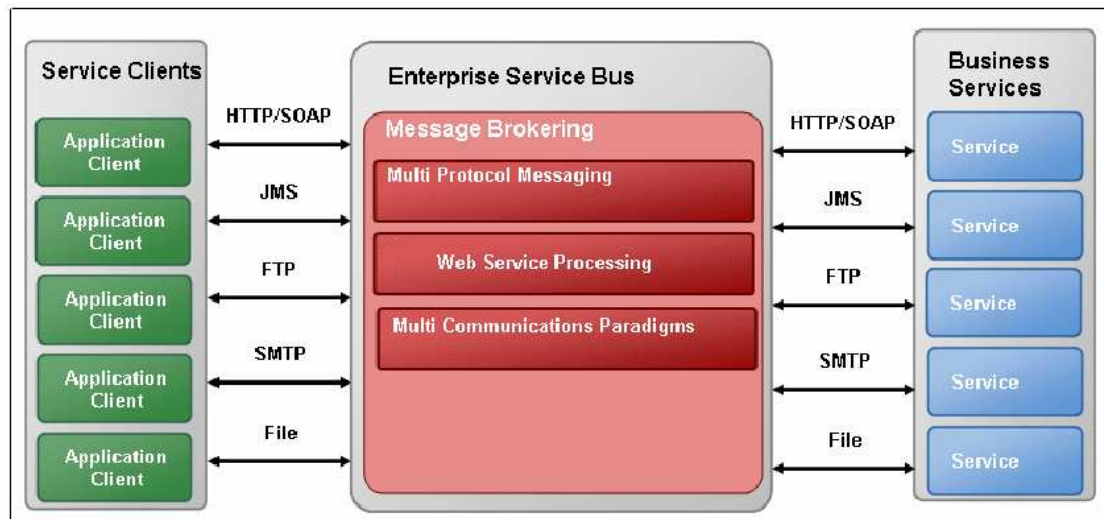 Service Clients
Application
Client
Application
Client
Application
Client
Application
Client
Application
Client
HTTP/SOAP
JMS
FTP
SMTP
File
Enterprise Service Bus
Message Brokering
Multi Protocol Messaging
Web Service Processing
Multi Communications Paradigms
HTTP/SOAP
JMS
FTP
SMTP
File
Business
Services
Service
Service
Service
Service
Service